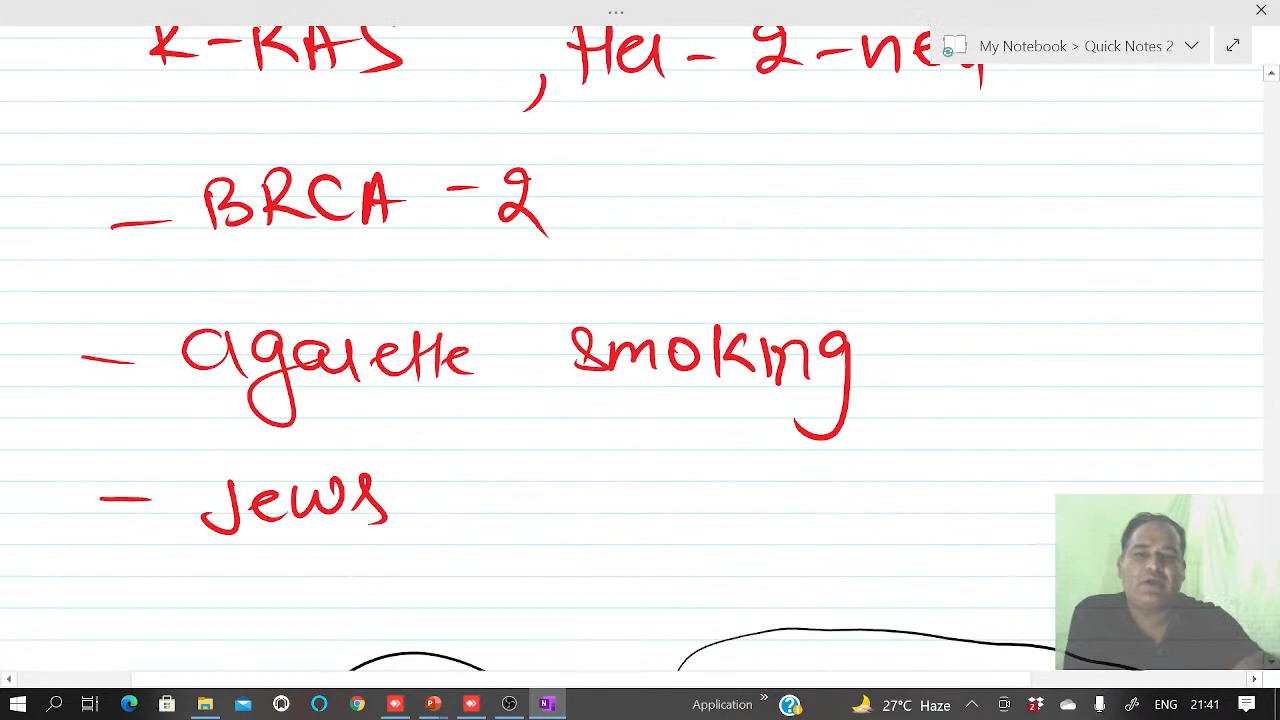 ...
My Notebook > Quick Notes 2
K-RAS , Her-2-neu
- BRCA-2
- cigarette smoking
- Jews
Application
27°C Haze
ENG
21:41